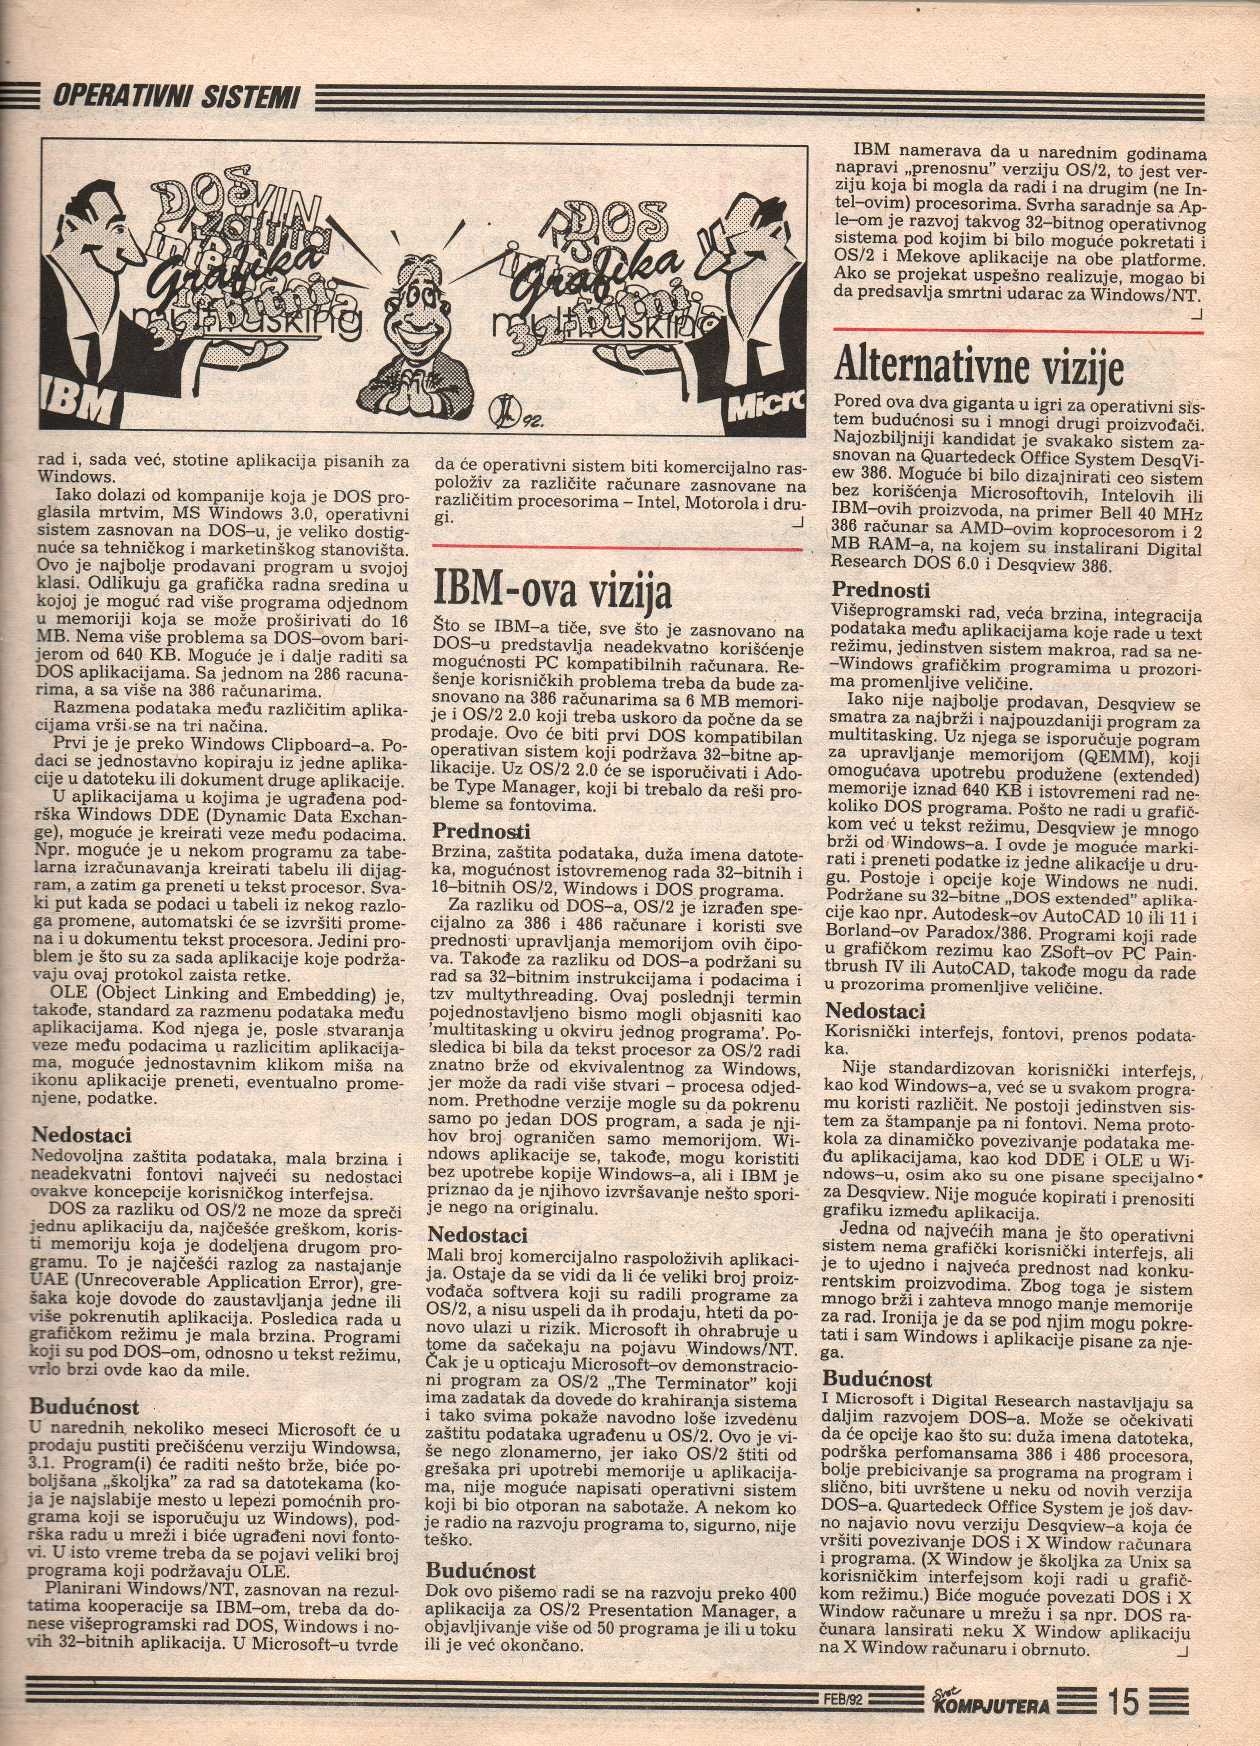 OPERATIVNI SISTEMI
DOS
WIN
Grafika
32-bitni
multitasking
DOS
Grafika
32-bitni
multitasking
IBM
Micro
92.
rad i, sada već, stotine aplikacija pisanih za
Windows.
Iako dolazi od kompanije koja je DOS pro-
glasila mrtvim, MS Windows 3.0, operativni
sistem zasnovan na DOS–u, je veliko dostig-
nuće sa tehničkog i marketinškog stanovišta.
Ovo je najbolje prodavani program u svojoj
klasi. Odlikuju ga grafička radna sredina u
kojoj je moguć rad više programa odjednom
u memoriji koja se može proširivati do 16
MB. Nema više problema sa DOS–ovom bari-
jerom od 640 KB. Moguće je i dalje raditi sa
DOS aplikacijama. Sa jednom na 286 racuna-
rima, a sa više na 386 računarima.
Razmena podataka među različitim aplika-
cijama vrši se na tri načina.
Prvi je je preko Windows Clipboard–a. Po-
daci se jednostavno kopiraju iz jedne aplika-
cije u datoteku ili dokument druge aplikacije.
U aplikacijama u kojima je ugrađena pod-
rška Windows DDE (Dynamic Data Exchan-
ge), moguće je kreirati veze među podacima.
Npr. moguće je u nekom programu za tabe-
larna izračunavanja kreirati tabelu ili dijag-
ram, a zatim ga preneti u tekst procesor. Sva-
ki put kada se podaci u tabeli iz nekog razlo-
ga promene, automatski će se izvršiti prome-
na i u dokumentu tekst procesora. Jedini pro-
blem je što su za sada aplikacije koje podrža-
vaju ovaj protokol zaista retke.
OLE (Object Linking and Embedding) je,
takođe, standard za razmenu podataka među
aplikacijama. Kod njega je, posle stvaranja
veze među podacima u razlicitim aplikacija-
ma, moguće jednostavnim klikom miša na
ikonu aplikacije preneti, eventualno prome-
njene, podatke.
Nedostaci
Nedovoljna zaštita podataka, mala brzina i
neadekvatni fontovi najveći su nedostaci
ovakve koncepcije korisničkog interfejsa.
DOS za razliku od OS/2 ne moze da spreči
jednu aplikaciju da, najčešće greškom, koris-
ti memoriju koja je dodeljena drugom pro-
gramu. To je najčešći razlog za nastajanje
UAE (Unrecoverable Application Error), gre-
šaka koje dovode do zaustavljanja jedne ili
više pokrenutih aplikacija. Posledica rada u
grafičkom režimu je mala brzina. Programi
koji su pod DOS–om, odnosno u tekst režimu,
vrlo brzi ovde kao da mile.
Budućnost
U narednih nekoliko meseci Microsoft će u
prodaju pustiti prečišćenu verziju Windowsa,
3.1. Program(i) će raditi nešto brže, biće po-
boljšana „školjka” za rad sa datotekama (ko-
ja je najslabije mesto u lepezi pomoćnih pro-
grama koji se isporučuju uz Windows), pod-
rška radu u mreži i biće ugrađeni novi fonto-
vi. U isto vreme treba da se pojavi veliki broj
programa koji podržavaju OLE.
Planirani Windows/NT, zasnovan na rezul-
tatima kooperacije sa IBM–om, treba da do-
nese višeprogramski rad DOS, Windows i no-
vih 32–bitnih aplikacija. U Microsoft–u tvrde
da će operativni sistem biti komercijalno ras-
položiv za različite računare zasnovane na
različitim procesorima – Intel, Motorola i dru-
gi.
IBM-ova vizija
Što se IBM–a tiče, sve što je zasnovano na
DOS–u predstavlja neadekvatno korišćenje
mogućnosti PC kompatibilnih računara. Re-
šenje korisničkih problema treba da bude za-
snovano na 386 računarima sa 6 MB memori-
je i OS/2 2.0 koji treba uskoro da počne da se
prodaje. Ovo će biti prvi DOS kompatibilan
operativan sistem koji podržava 32–bitne ap-
likacije. Uz OS/2 2.0 će se isporučivati i Ado-
be Type Manager, koji bi trebalo da reši pro-
bleme sa fontovima.
Prednosti
Brzina, zaštita podataka, duža imena datote-
ka, mogućnost istovremenog rada 32–bitnih i
16–bitnih OS/2, Windows i DOS programa.
Za razliku od DOS–a, OS/2 je izrađen spe-
cijalno za 386 i 486 računare i koristi sve
prednosti upravljanja memorijom ovih čipo-
va. Takođe za razliku od DOS–a podržani su
rad sa 32–bitnim instrukcijama i podacima i
tzv multythreading. Ovaj poslednji termin
pojednostavljeno bismo mogli objasniti kao
'multitasking u okviru jednog programa'. Po-
sledica bi bila da tekst procesor za OS/2 radi
znatno brže od ekvivalentnog za Windows,
jer može da radi više stvari – procesa odjed-
nom. Prethodne verzije mogle su da pokrenu
samo po jedan DOS program, a sada je nji-
hov broj ograničen samo memorijom. Wi-
ndows aplikacije se, takođe, mogu koristiti
bez upotrebe kopije Windows–a, ali i IBM je
priznao da je njihovo izvršavanje nešto spori-
je nego na originalu.
Nedostaci
Mali broj komercijalno raspoloživih aplikaci-
ja. Ostaje da se vidi da li će veliki broj proiz-
vođača softvera koji su radili programe za
OS/2, a nisu uspeli da ih prodaju, hteti da po-
novo ulazi u rizik. Microsoft ih ohrabruje u
tome da sačekaju na pojavu Windows/NT.
Čak je u opticaju Microsoft–ov demonstracio-
ni program za OS/2 „The Terminator” koji
ima zadatak da dovede do krahiranja sistema
i tako svima pokaže navodno loše izvedenu
zaštitu podataka ugrađenu u OS/2. Ovo je vi-
še nego zlonamerno, jer iako OS/2 štiti od
grešaka pri upotrebi memorije u aplikacija-
ma, nije moguće napisati operativni sistem
koji bi bio otporan na sabotaže. A nekom ko
je radio na razvoju programa to, sigurno, nije
teško.
Budućnost
Dok ovo pišemo radi se na razvoju preko 400
aplikacija za OS/2 Presentation Manager, a
objavljivanje više od 50 programa je ili u toku
ili je već okončano.
IBM namerava da u narednim godinama
napravi „prenosnu” verziju OS/2, to jest ver-
ziju koja bi mogla da radi i na drugim (ne In-
tel–ovim) procesorima. Svrha saradnje sa Ap-
ple–om je razvoj takvog 32–bitnog operativnog
sistema pod kojim bi bilo moguće pokretati i
OS/2 i Mekove aplikacije na obe platforme.
Ako se projekat uspešno realizuje, mogao bi
da predsavlja smrtni udarac za Windows/NT.
Alternativne vizije
Pored ova dva giganta u igri za operativni sis-
tem budućnosi su i mnogi drugi proizvođači.
Najozbiljniji kandidat je svakako sistem za-
snovan na Quartedeck Office System DesqVi-
ew 386. Moguće bi bilo dizajnirati ceo sistem
bez korišćenja Microsoftovih, Intelovih ili
IBM–ovih proizvoda, na primer Bell 40 MHz
386 računar sa AMD–ovim koprocesorom i 2
MB RAM–a, na kojem su instalirani Digital
Research DOS 6.0 i Desqview 386.
Prednosti
Višeprogramski rad, veća brzina, integracija
podataka među aplikacijama koje rade u text
režimu, jedinstven sistem makroa, rad sa ne-
–Windows grafičkim programima u prozori-
ma promenljive veličine.
Iako nije najbolje prodavan, Desqview se
smatra za najbrži i najpouzdaniji program za
multitasking. Uz njega se isporučuje pogram
za upravljanje memorijom (QEMM), koji
omogućava upotrebu produžene (extended)
memorije iznad 640 KB i istovremeni rad ne-
koliko DOS programa. Pošto ne radi u grafič-
kom već u tekst režimu, Desqview je mnogo
brži od Windows–a. I ovde je moguće marki-
rati i preneti podatke iz jedne alikacije u dru-
gu. Postoje i opcije koje Windows ne nudi.
Podržane su 32–bitne „DOS extended” aplika-
cije kao npr. Autodesk–ov AutoCAD 10 ili 11 i
Borland–ov Paradox/386. Programi koji rade
u grafičkom rezimu kao ZSoft–ov PC Pain-
tbrush IV ili AutoCAD, takođe mogu da rade
u prozorima promenljive veličine.
Nedostaci
Korisnički interfejs, fontovi, prenos podata-
ka.
Nije standardizovan korisnički interfejs,
kao kod Windows–a, već se u svakom progra-
mu koristi različit. Ne postoji jedinstven sis-
tem za štampanje pa ni fontovi. Nema proto-
kola za dinamičko povezivanje podataka me-
đu aplikacijama, kao kod DDE i OLE u Wi-
ndows–u, osim ako su one pisane specijalno
za Desqview. Nije moguće kopirati i prenositi
grafiku između aplikacija.
Jedna od najvećih mana je što operativni
sistem nema grafički korisnički interfejs, ali
je to ujedno i najveća prednost nad konku-
rentskim proizvodima. Zbog toga je sistem
mnogo brži i zahteva mnogo manje memorije
za rad. Ironija je da se pod njim mogu pokre-
tati i sam Windows i aplikacije pisane za nje-
ga.
Budućnost
I Microsoft i Digital Research nastavljaju sa
daljim razvojem DOS–a. Može se očekivati
da će opcije kao što su: duža imena datoteka,
podrška perfomansama 386 i 486 procesora,
bolje prebicivanje sa programa na program i
slično, biti uvrštene u neku od novih verzija
DOS–a. Quartedeck Office System je još dav-
no najavio novu verziju Desqview–a koja će
vršiti povezivanje DOS i X Window računara
i programa. (X Window je školjka za Unix sa
korisničkim interfejsom koji radi u grafič-
kom režimu.) Biće moguće povezati DOS i X
Window računare u mrežu i sa npr. DOS ra-
čunara lansirati neku X Window aplikaciju
na X Window računaru i obrnuto.
FEB/92
Svet
KOMPJUTERA
15